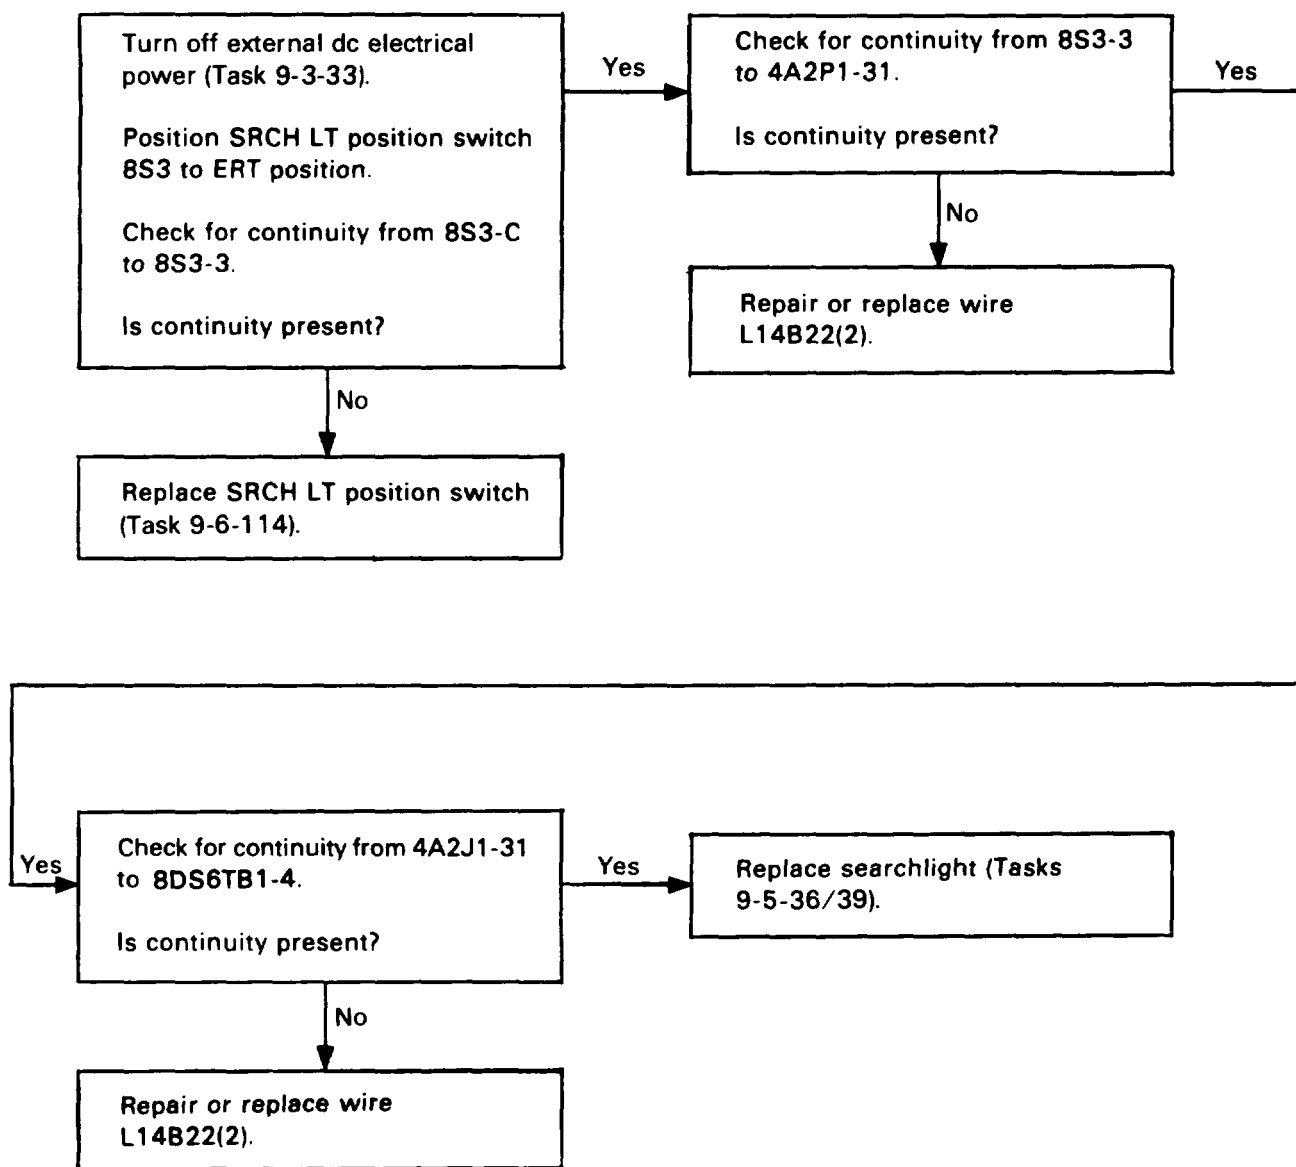 Turn off external dc electrical
power (Task 9-3-33).
Position SRCH LT position switch
8S3 to ERT position.
Check for continuity from 8S3-C
to 8S3-3.
Is continuity present?
Yes
Check for continuity from 8S3-3
to 4A2P1-31.
Is continuity present?
Yes
No
Repair or replace wire
L14B22(2).
No
Replace SRCH LT position switch
(Task 9-6-114).
Yes
Check for continuity from 4A2J1-31
to 8DS6TB1-4.
Is continuity present?
Yes
Replace searchlight (Tasks
9-5-36/39).
No
Repair or replace wire
L14B22(2).